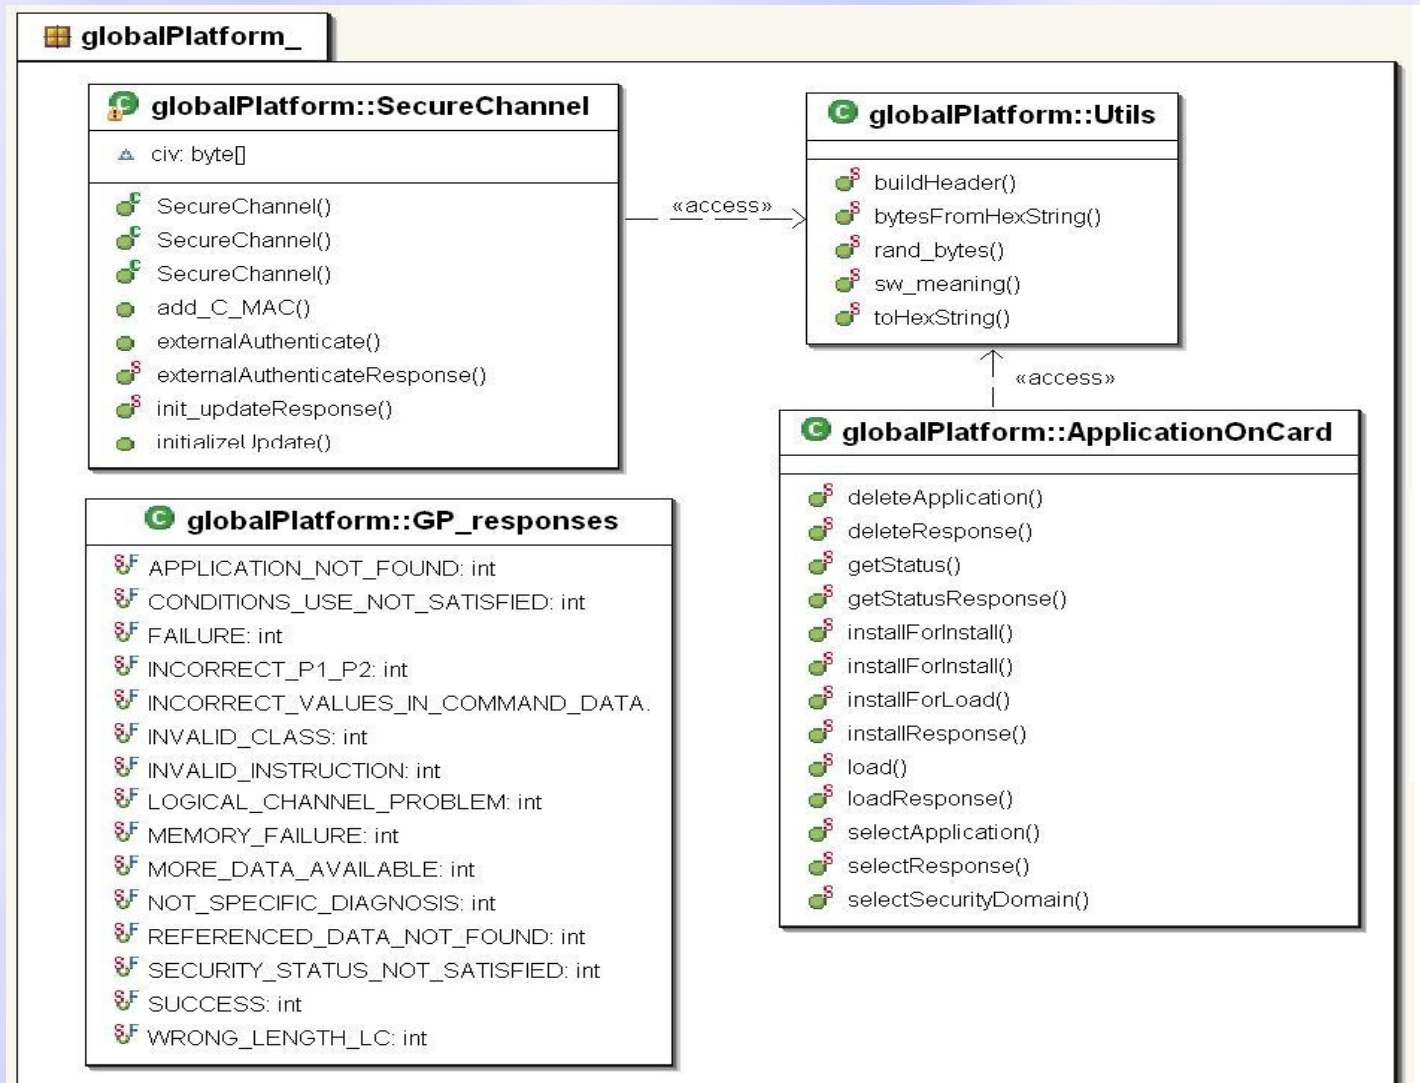 globalPlatform_
globalPlatform::SecureChannel
civ: byte[]
SecureChannel()
SecureChannel()
SecureChannel()
add_C_MAC()
externalAuthenticate()
externalAuthenticateResponse()
init_updateResponse()
initializeUpdate()
«access»
globalPlatform::Utils
buildHeader()
bytesFromHexString()
rand_bytes()
sw_meaning()
toHexString()
«access»
globalPlatform::ApplicationOnCard
deleteApplication()
deleteResponse()
getStatus()
getStatusResponse()
installForInstall()
installForInstall()
installForLoad()
installResponse()
load()
loadResponse()
selectApplication()
selectResponse()
selectSecurityDomain()
globalPlatform::GP_responses
APPLICATION_NOT_FOUND: int
CONDITIONS_USE_NOT_SATISFIED: int
FAILURE: int
INCORRECT_P1_P2: int
INCORRECT_VALUES_IN_COMMAND_DATA.
INVALID_CLASS: int
INVALID_INSTRUCTION: int
LOGICAL_CHANNEL_PROBLEM: int
MEMORY_FAILURE: int
MORE_DATA_AVAILABLE: int
NOT_SPECIFIC_DIAGNOSIS: int
REFERENCED_DATA_NOT_FOUND: int
SECURITY_STATUS_NOT_SATISFIED: int
SUCCESS: int
WRONG_LENGTH_LC: int